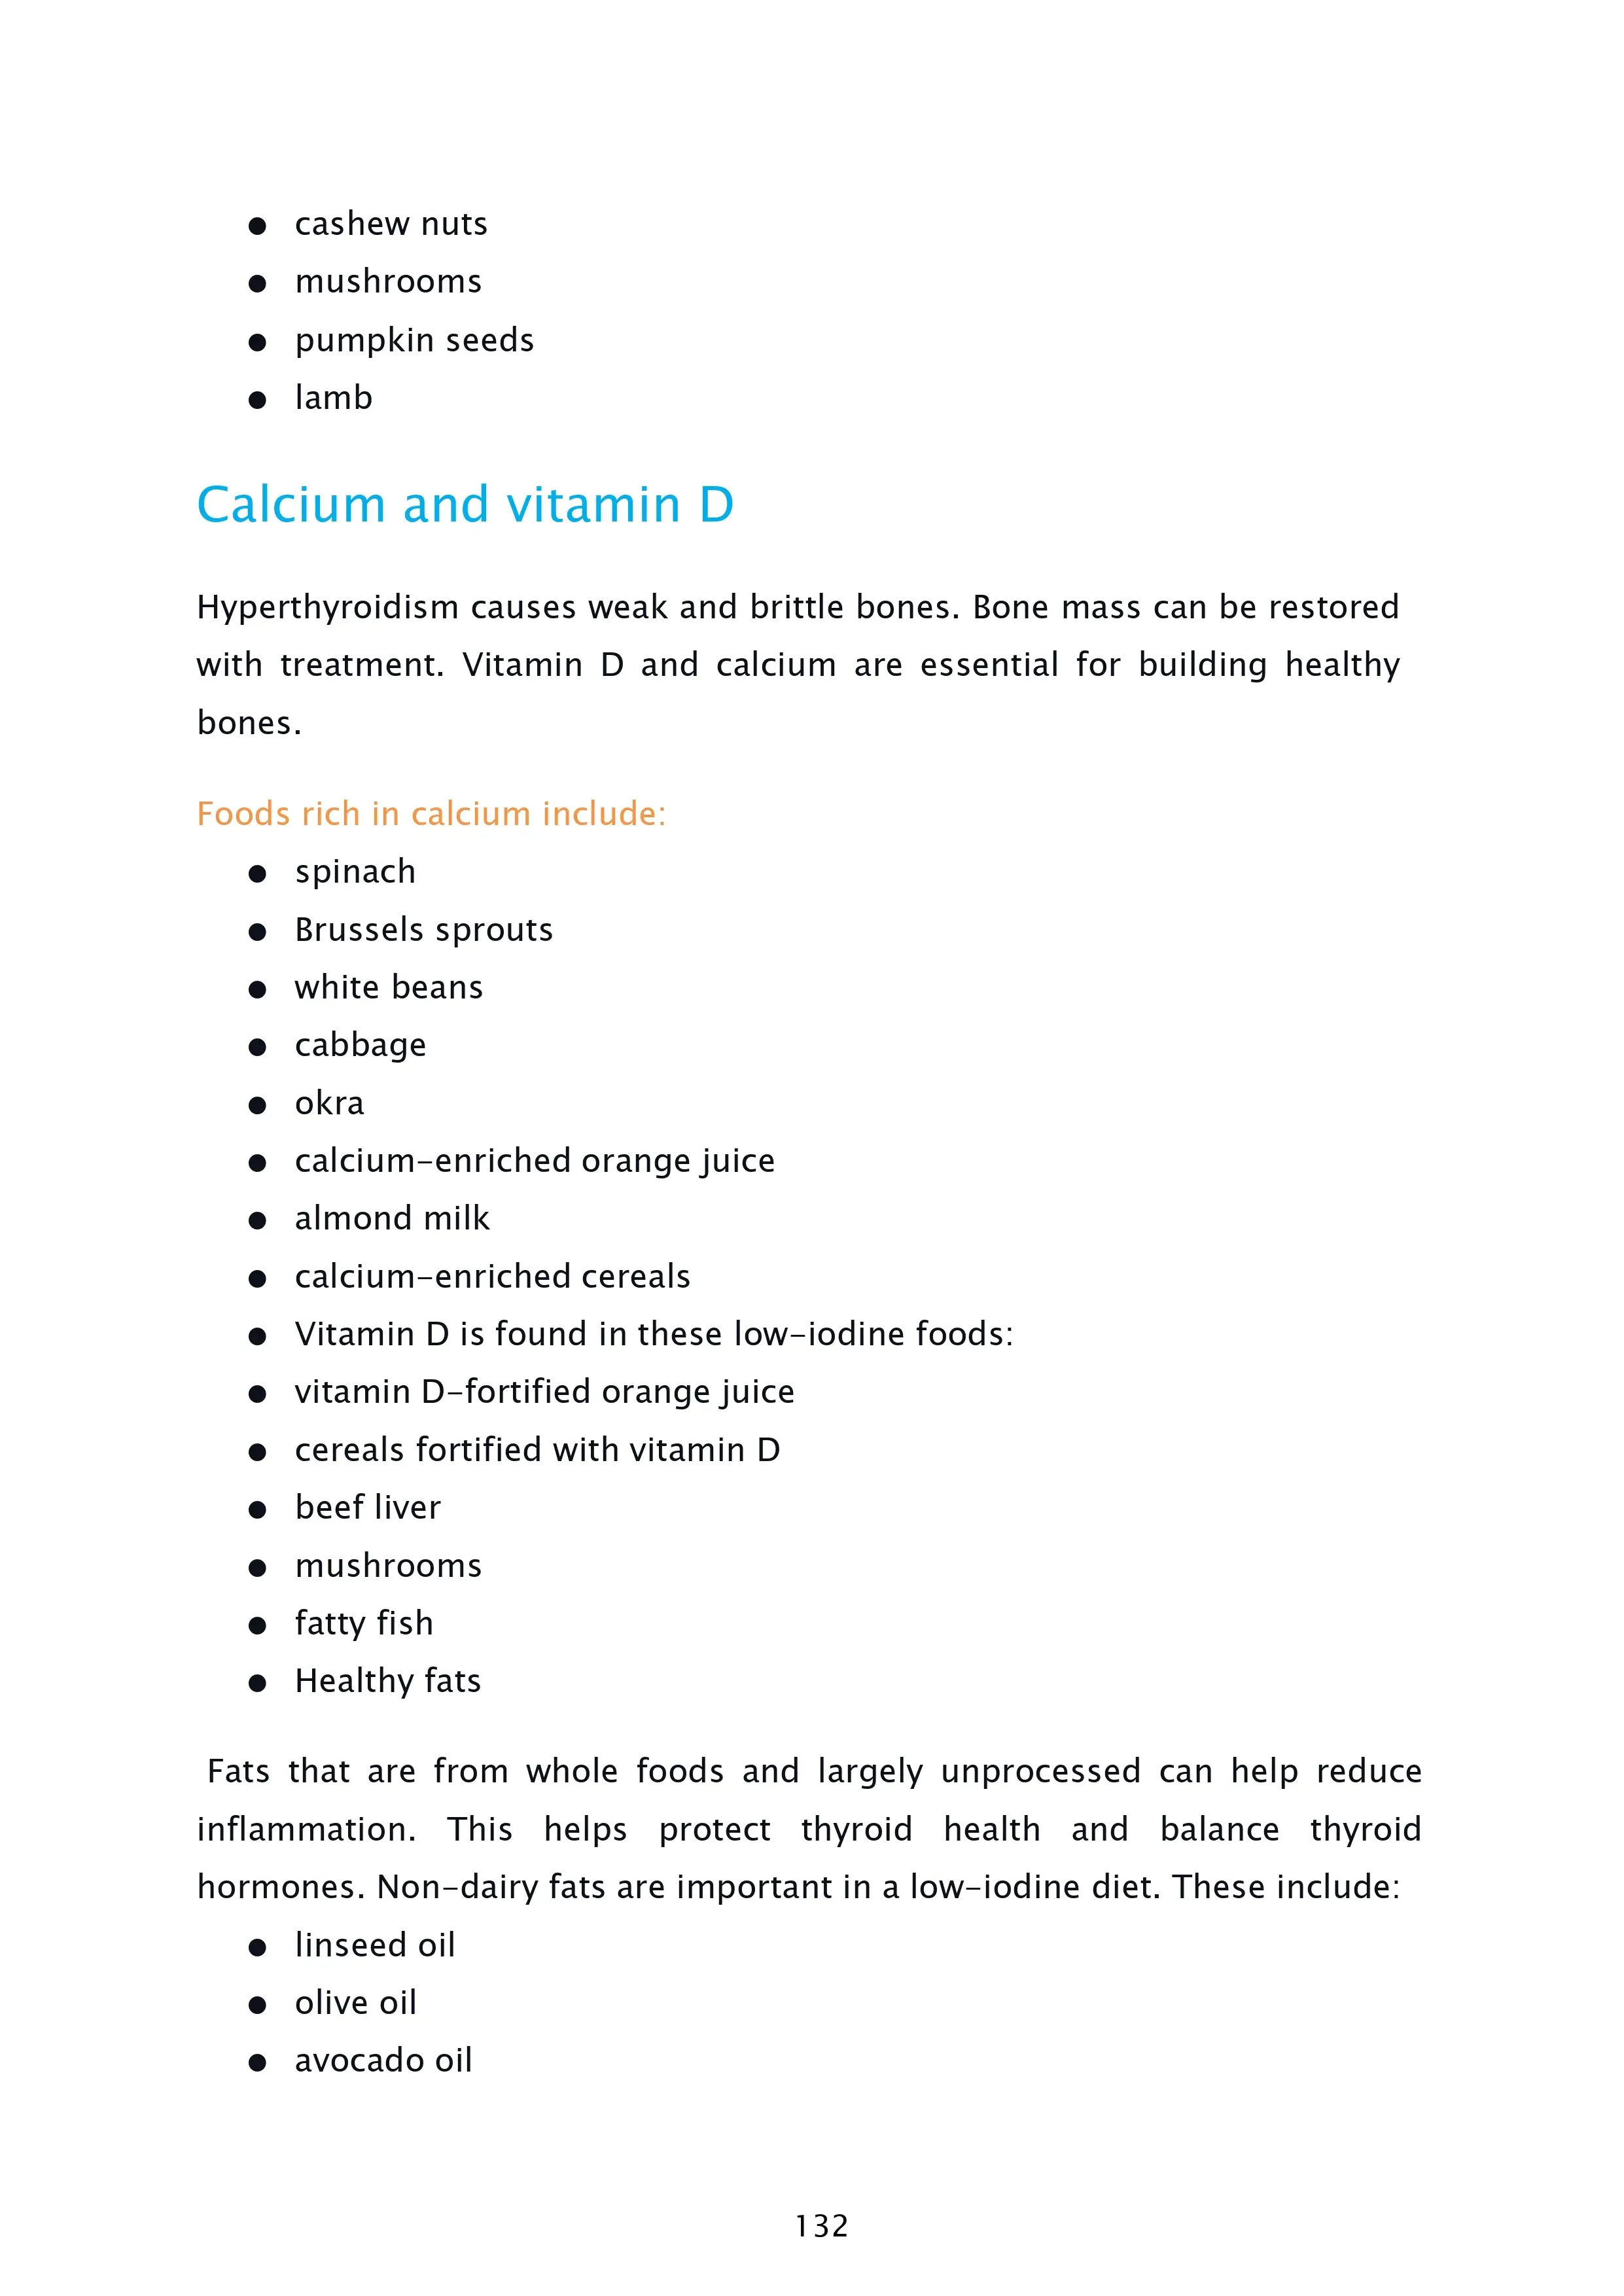 ● cashew nuts
● mushrooms
● pumpkin seeds
● lamb
Calcium and vitamin D
Hyperthyroidism causes weak and brittle bones. Bone mass can be restored
with treatment. Vitamin D and calcium are essential for building healthy
bones.
Foods rich in calcium include:
● spinach
● Brussels sprouts
● white beans
● cabbage
● okra
● calcium-enriched orange juice
● almond milk
● calcium-enriched cereals
● Vitamin D is found in these low-iodine foods:
● vitamin D-fortified orange juice
● cereals fortified with vitamin D
● beef liver
● mushrooms
● fatty fish
● Healthy fats
Fats that are from whole foods and largely unprocessed can help reduce
inflammation. This helps protect thyroid health and balance thyroid
hormones. Non-dairy fats are important in a low-iodine diet. These include:
● linseed oil
● olive oil
● avocado oil
132